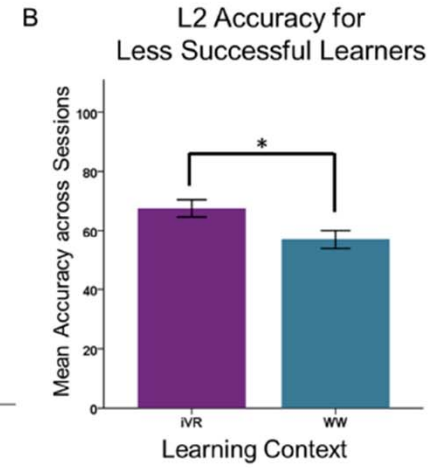 B
L2 Accuracy for
Less Successful Learners
Mean Accuracy across Sessions
100
80
60
40
20
0
*
iVR
WW
Learning Context